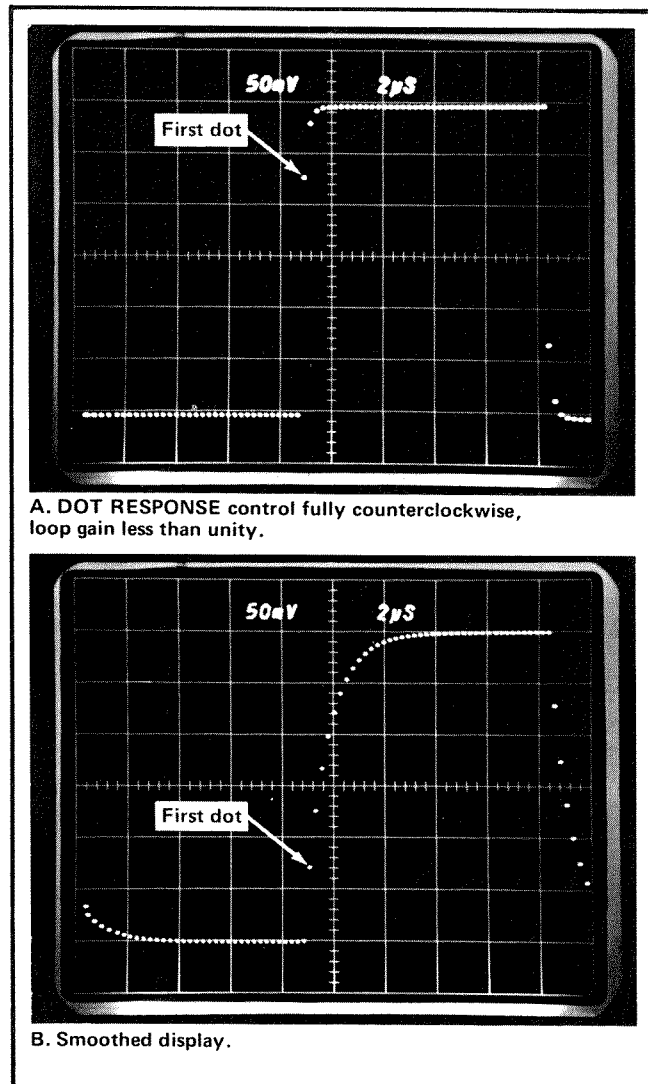 50mV 2µS
First dot
A. DOT RESPONSE control fully counterclockwise,
loop gain less than unity.
50mV 2µS
First dot
B. Smoothed display.